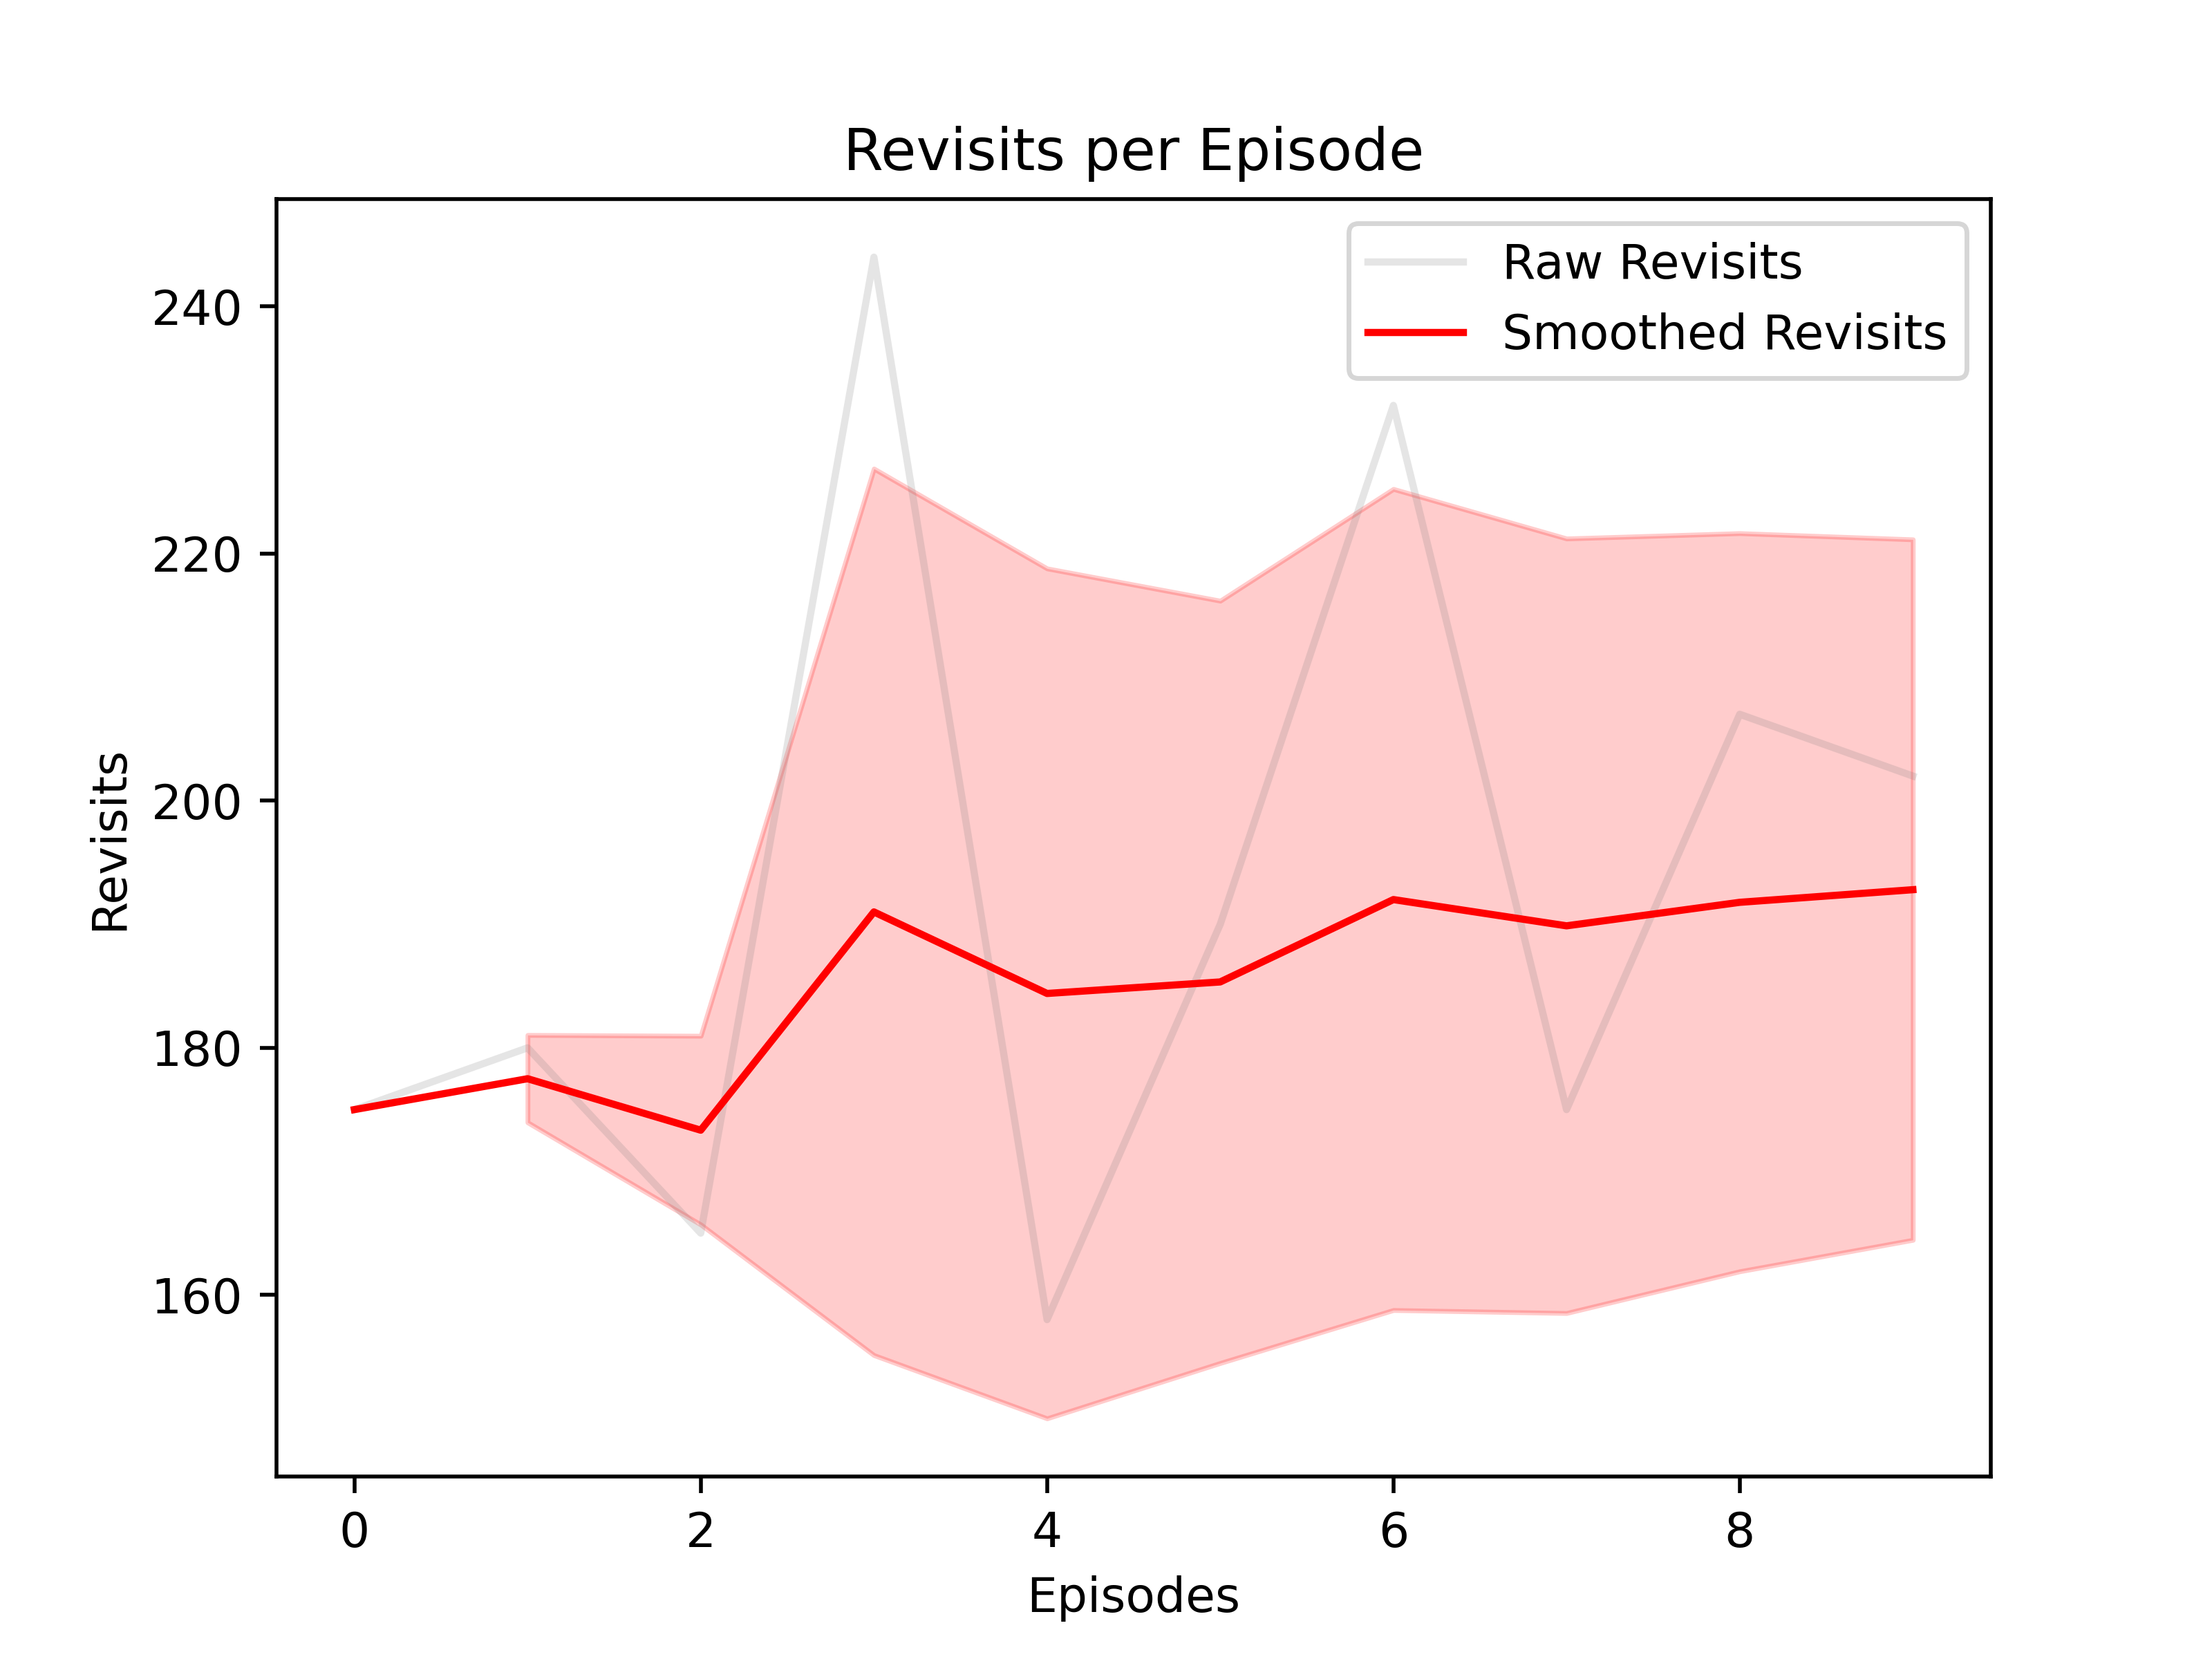 Revisits per Episode
Raw Revisits
Smoothed Revisits
Revisits
240
220
200
180
160
0 2 4 6 8
Episodes